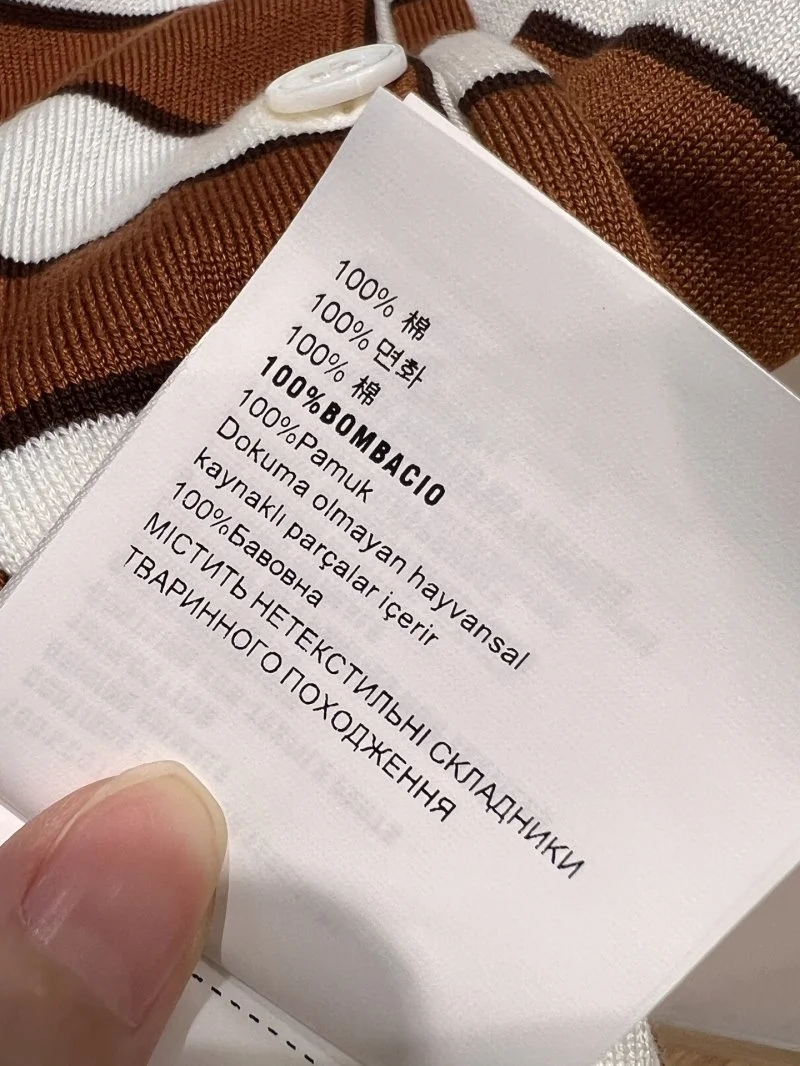 100% 棉
100% 면화
100% 棉
100%BOMBACIO
100%Pamuk
Dokuma olmayan hayvansal
kaynaklı parçalar içerir
100%Бавовна
МІСТИТЬ НЕТЕКСТИЛЬНІ СКЛАДНИКИ
ТВАРИННОГО ПОХОДЖЕННЯ